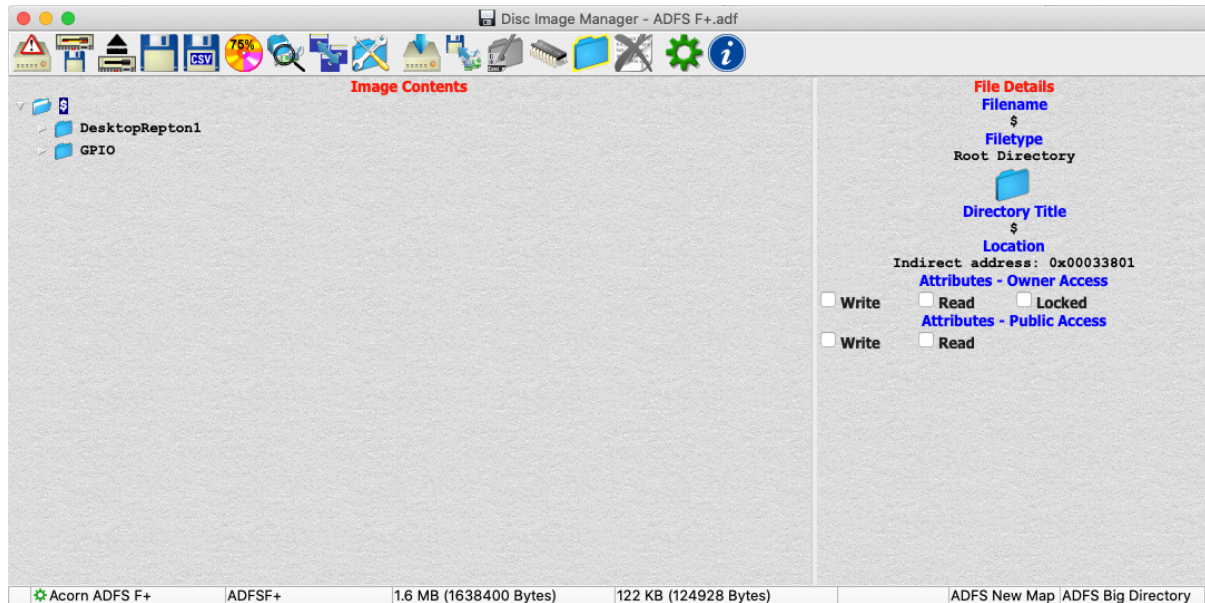 Disc Image Manager - ADFS F+.adf
CSV
75%
Image Contents
$
DesktopRepton1
GPIO
File Details
Filename
$
Filetype
Root Directory
Directory Title
$
Location
Indirect address: 0x00033801
Attributes - Owner Access
Write Read Locked
Attributes - Public Access
Write Read
Acorn ADFS F+ ADFSF+ 1.6 MB (1638400 Bytes) 122 KB (124928 Bytes) ADFS New Map ADFS Big Directory